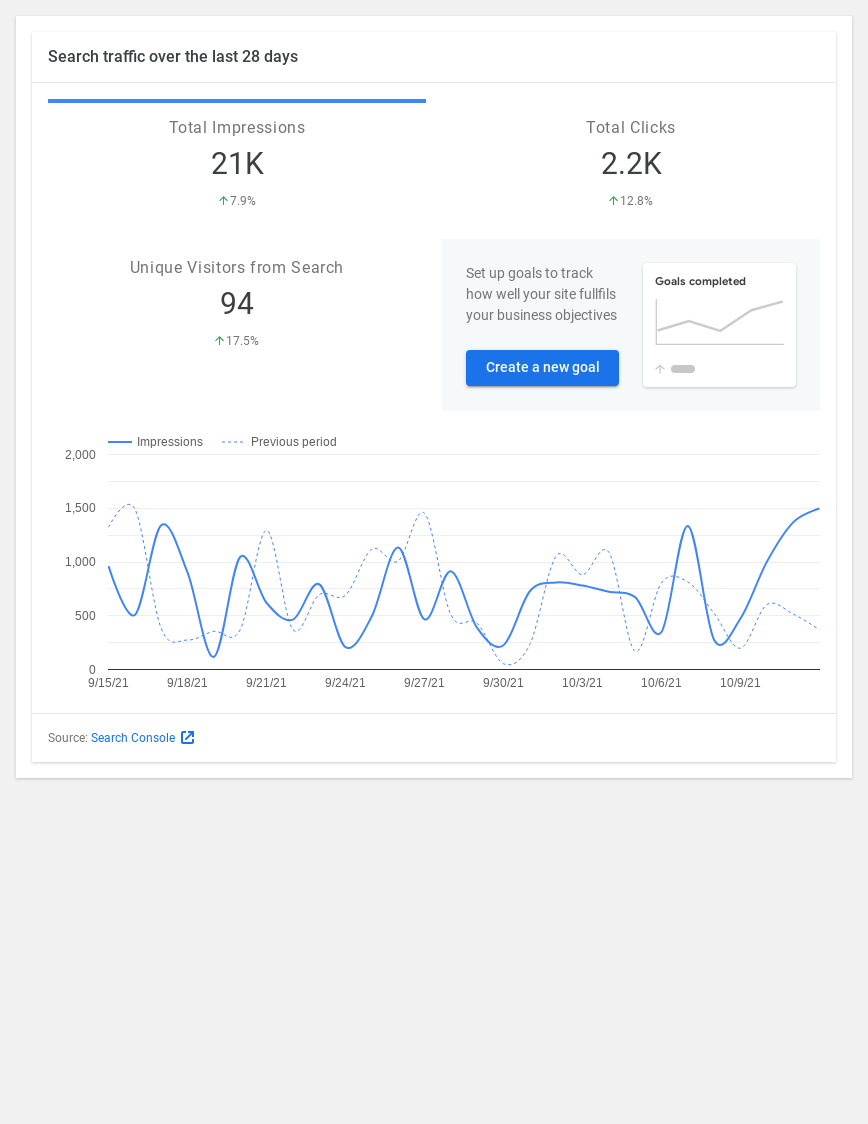 Search traffic over the last 28 days
Total Impressions
21K
↑7.9%
Total Clicks
2.2K
↑12.8%
Unique Visitors from Search
94
↑17.5%
Set up goals to track
how well your site fullfils
your business objectives
Create a new goal
Goals completed
Impressions
Previous period
2,000
1,500
1,000
500
0
9/15/21
9/18/21
9/21/21
9/24/21
9/27/21
9/30/21
10/3/21
10/6/21
10/9/21
Source: Search Console